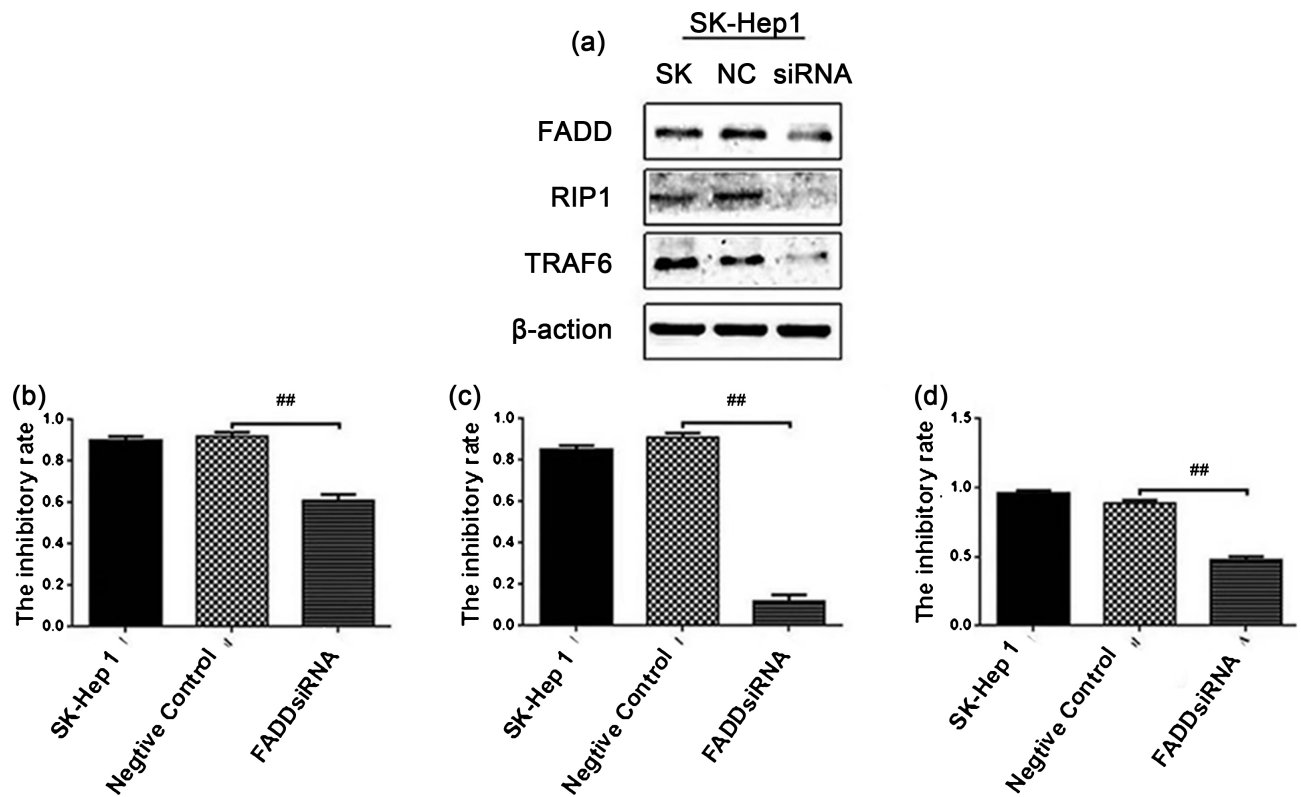 SK-Hep1
(a)
SK NC siRNA
FADD
RIP1
TRAF6
β-action
(b)
##
The inhibitory rate
1.0
0.8
0.6
0.4
0.2
0.0
SK-Hep 1
Negtive Control
FADDsiRNA
(c)
##
The inhibitory rate
1.0
0.8
0.6
0.4
0.2
0.0
SK-Hep 1
Negtive Control
FADDsiRNA
(d)
##
The inhibitory rate
1.5
1.0
0.5
0.0
SK-Hep 1
Negtive Control
FADDsiRNA